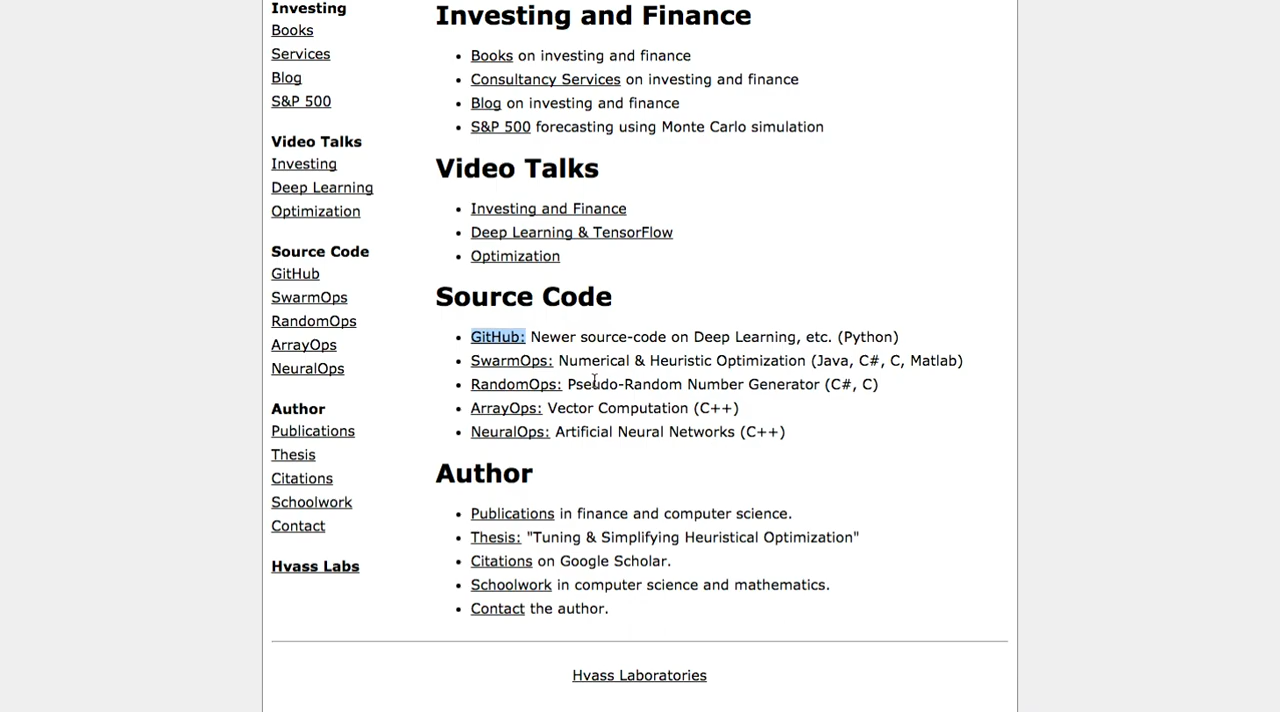 Investing
Books
Services
Blog
S&P 500
Video Talks
Investing
Deep Learning
Optimization
Source Code
GitHub
SwarmOps
RandomOps
ArrayOps
NeuralOps
Author
Publications
Thesis
Citations
Schoolwork
Contact
Hvass Labs
Investing and Finance
• Books on investing and finance
• Consultancy Services on investing and finance
• Blog on investing and finance
• S&P 500 forecasting using Monte Carlo simulation
Video Talks
• Investing and Finance
• Deep Learning & TensorFlow
• Optimization
Source Code
• GitHub: Newer source-code on Deep Learning, etc. (Python)
• SwarmOps: Numerical & Heuristic Optimization (Java, C#, C, Matlab)
• RandomOps: Pseudo-Random Number Generator (C#, C)
• ArrayOps: Vector Computation (C++)
• NeuralOps: Artificial Neural Networks (C++)
Author
• Publications in finance and computer science.
• Thesis: "Tuning & Simplifying Heuristical Optimization"
• Citations on Google Scholar.
• Schoolwork in computer science and mathematics.
• Contact the author.
Hvass Laboratories